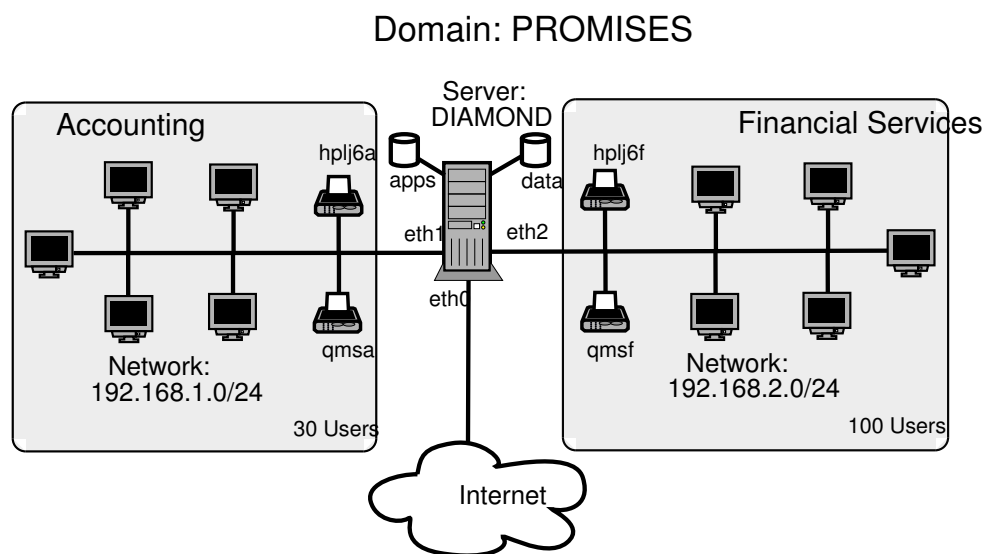 Domain: PROMISES
Server:
DIAMOND
Accounting
Financial Services
hplj6a
apps
data
hplj6f
eth1
eth2
eth0
qmsa
qmsf
Network:
192.168.1.0/24
Network:
192.168.2.0/24
30 Users
100 Users
Internet